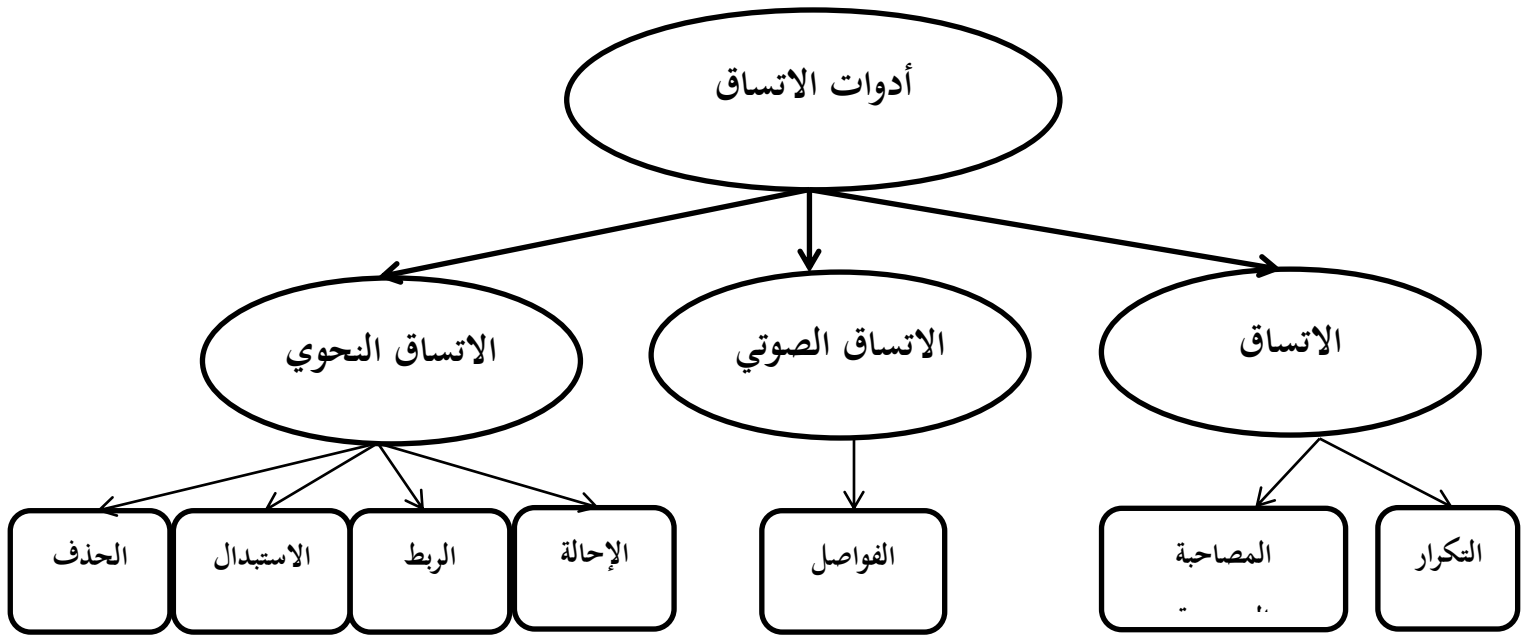 أدوات الاتساق
الاتساق
الاتساق الصوتي
الاتساق النحوي
التكرار
المصاحبة
الفواصل
الإحالة
الربط
الاستبدال
الحذف